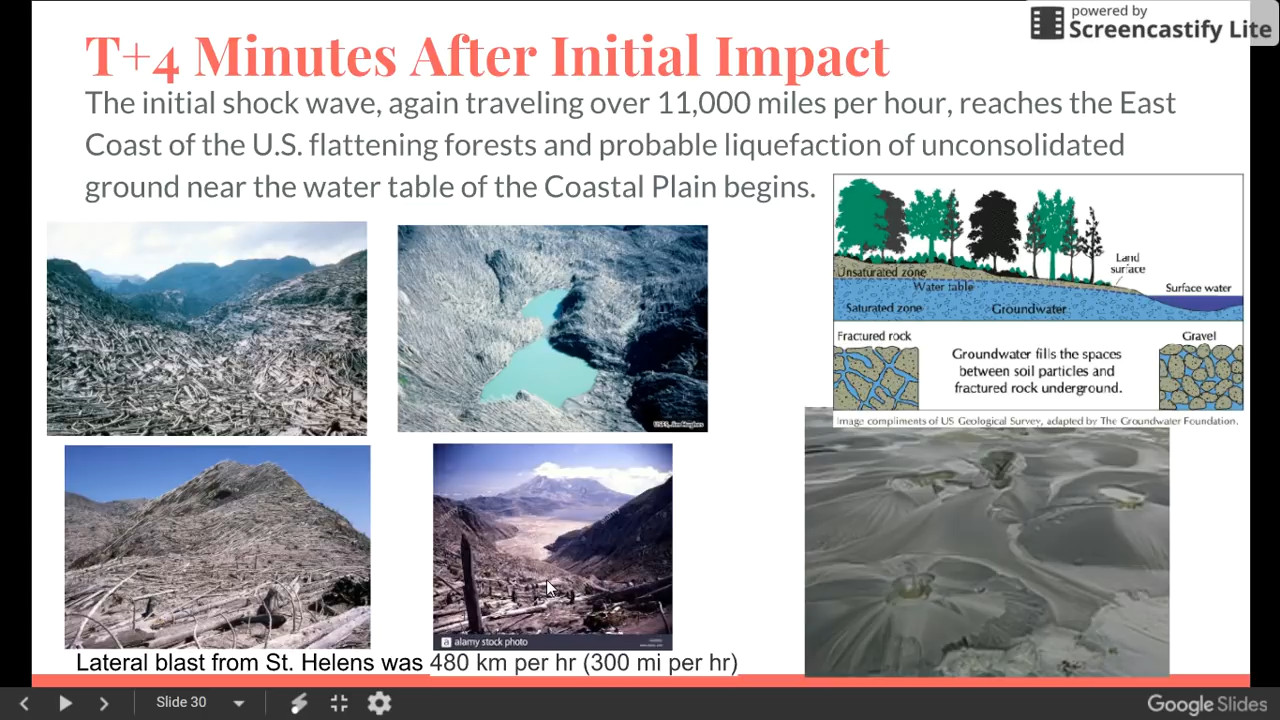 powered by
Screencastify Lite
T+4 Minutes After Initial Impact
The initial shock wave, again traveling over 11,000 miles per hour, reaches the East
Coast of the U.S. flattening forests and probable liquefaction of unconsolidated
ground near the water table of the Coastal Plain begins.
Land
surface
Unsaturated zone
Water table
Surface water
Saturated zone
Groundwater
Fractured rock
Gravel
Groundwater fills the spaces
between soil particles and
fractured rock underground.
Image compliments of US Geological Survey, adapted by The Groundwater Foundation.
a alamy stock photo
Lateral blast from St. Helens was 480 km per hr (300 mi per hr)
Slide 30
Google Slides